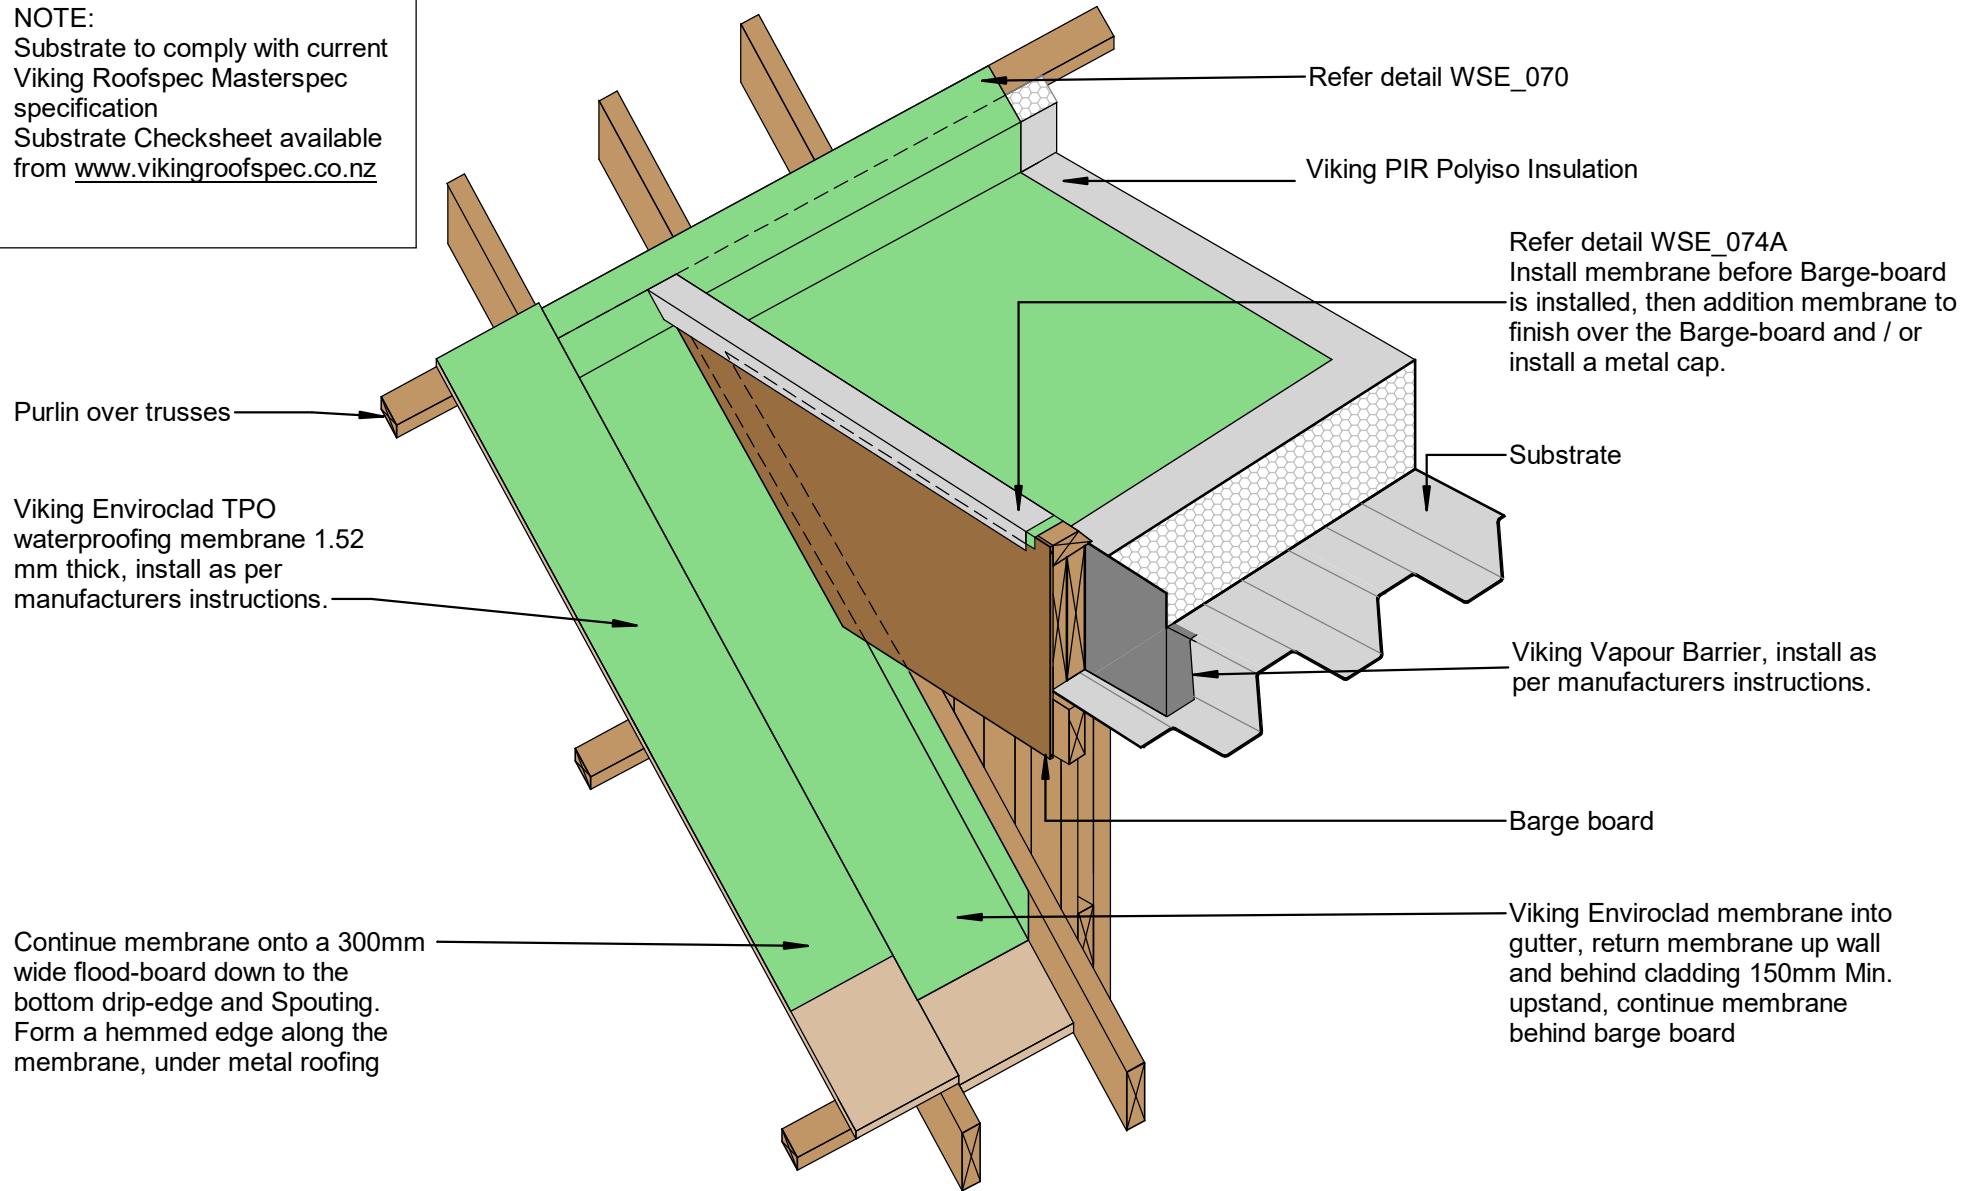 NOTE:
Substrate to comply with current
Viking Roofspec Masterspec
specification
Substrate Checksheet available
from www.vikingroofspec.co.nz
Refer detail WSE_070
Viking PIR Polyiso Insulation
Refer detail WSE_074A
Install membrane before Barge-board
is installed, then addition membrane to
finish over the Barge-board and / or
install a metal cap.
Purlin over trusses
Substrate
Viking Enviroclad TPO
waterproofing membrane 1.52
mm thick, install as per
manufacturers instructions.
Viking Vapour Barrier, install as
per manufacturers instructions.
Barge board
Continue membrane onto a 300mm
wide flood-board down to the
bottom drip-edge and Spouting.
Form a hemmed edge along the
membrane, under metal roofing
Viking Enviroclad membrane into
gutter, return membrane up wall
and behind cladding 150mm Min.
upstand, continue membrane
behind barge board